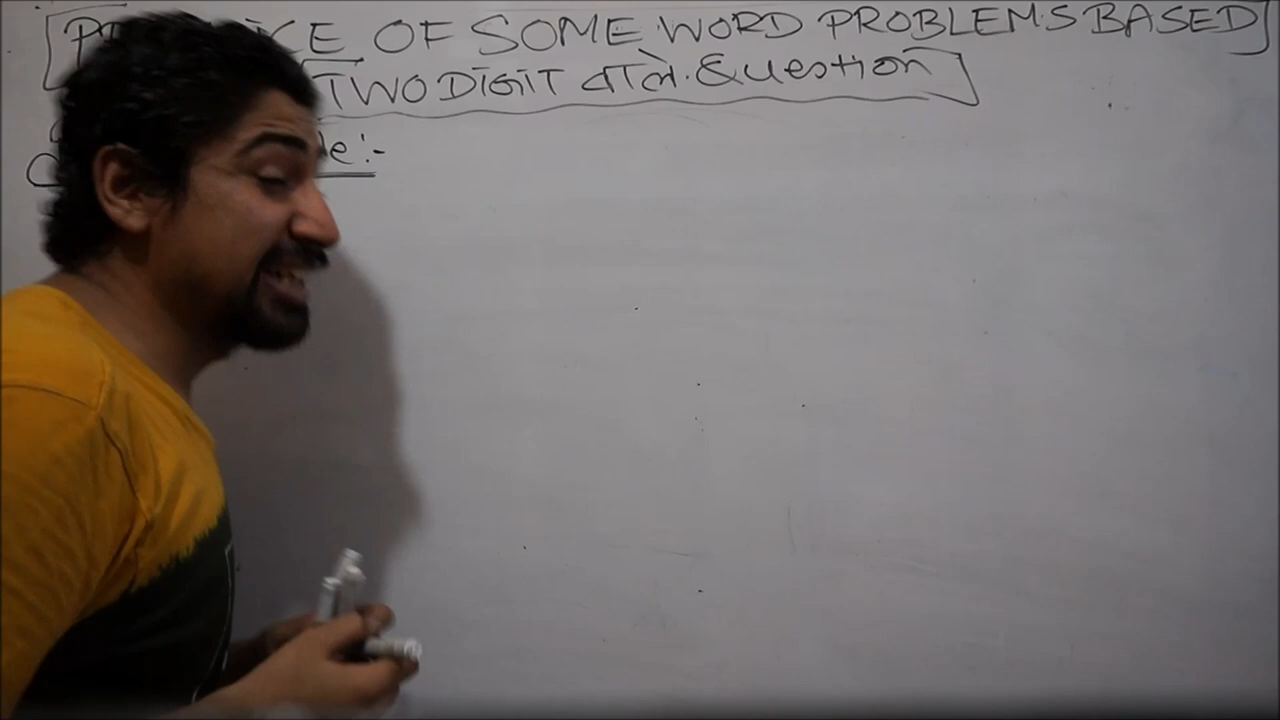 OF SOME WORD PROBLEMS BASED
TWO DIGIT वाले. Question